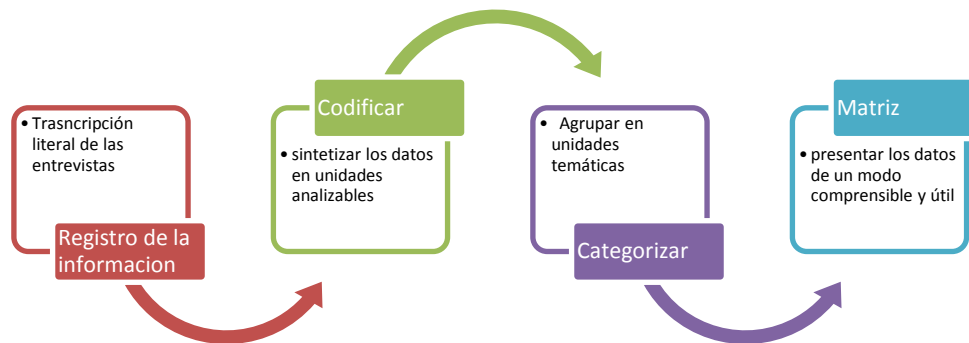 • Trasncripción
literal de las
entrevistas
Registro de la
informacion
Codificar
• sintetizar los datos
en unidades
analizables
• Agrupar en
unidades
temáticas
Categorizar
Matriz
• presentar los datos
de un modo
comprensible y útil